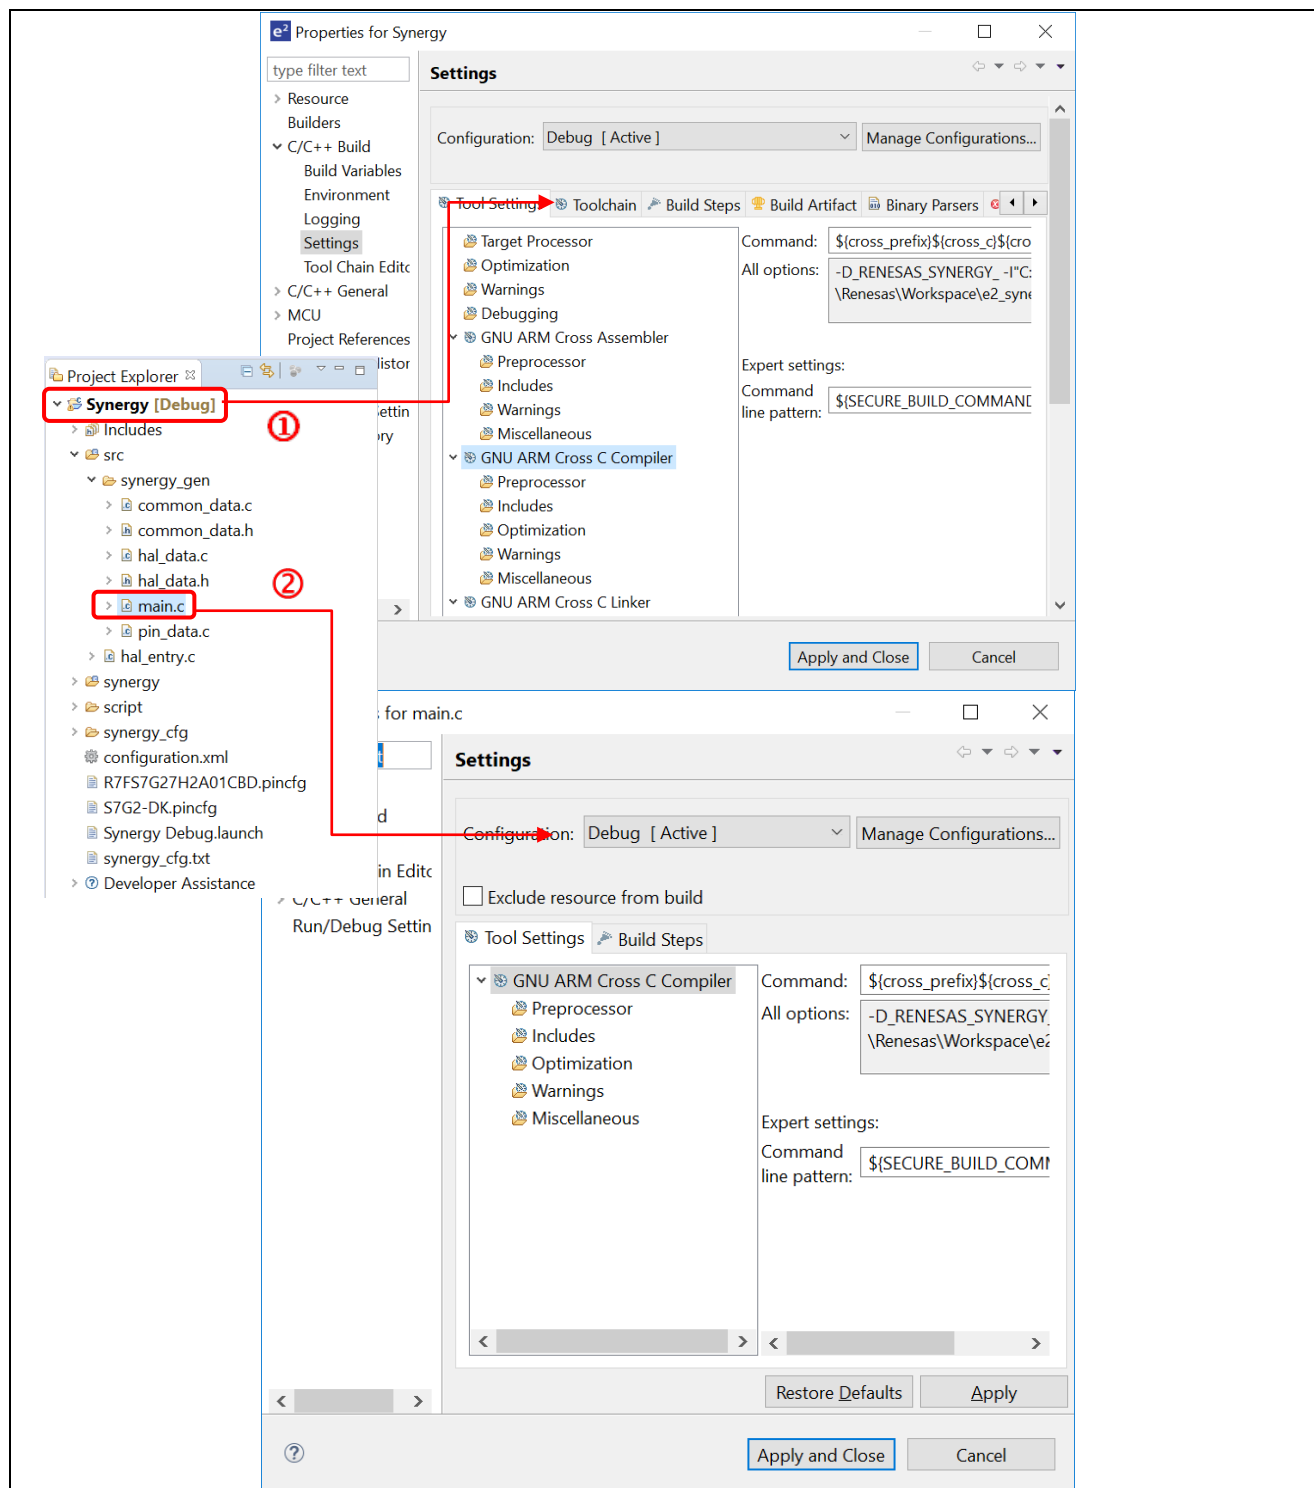 e² Properties for Synergy
type filter text
Settings
Resource
Builders
C/C++ Build
Build Variables
Environment
Logging
Settings
Tool Chain Edito
C/C++ General
MCU
Project References
Configuration: Debug [ Active ] Manage Configurations...
Tool Settings Toolchain Build Steps Build Artifact Binary Parsers
Target Processor
Optimization
Warnings
Debugging
GNU ARM Cross Assembler
Preprocessor
Includes
Warnings
Miscellaneous
GNU ARM Cross C Compiler
Preprocessor
Includes
Optimization
Warnings
Miscellaneous
GNU ARM Cross C Linker
Command: ${cross_prefix}${cross_c}${cro
All options: -D_RENESAS_SYNERGY_ -I"C:
\Renesas\Workspace\e2_syne
Expert settings:
Command
line pattern: ${SECURE_BUILD_COMMAND
Apply and Close Cancel
Project Explorer
Synergy [Debug]
①
Includes
src
synergy_gen
common_data.c
common_data.h
hal_data.c
hal_data.h
②
main.c
pin_data.c
hal_entry.c
synergy
script
synergy_cfg
configuration.xml
R7FS7G27H2A01CBD.pincfg
S7G2-DK.pincfg
Synergy Debug.launch
synergy_cfg.txt
Developer Assistance
for main.c
Settings
in Edito
C/C++ General
Run/Debug Settin
Configuration: Debug [ Active ] Manage Configurations...
Exclude resource from build
Tool Settings Build Steps
GNU ARM Cross C Compiler
Preprocessor
Includes
Optimization
Warnings
Miscellaneous
Command: ${cross_prefix}${cross_c}
All options: -D_RENESAS_SYNERGY_
\Renesas\Workspace\e2
Expert settings:
Command
line pattern: ${SECURE_BUILD_COMM
Restore Defaults Apply
Apply and Close Cancel